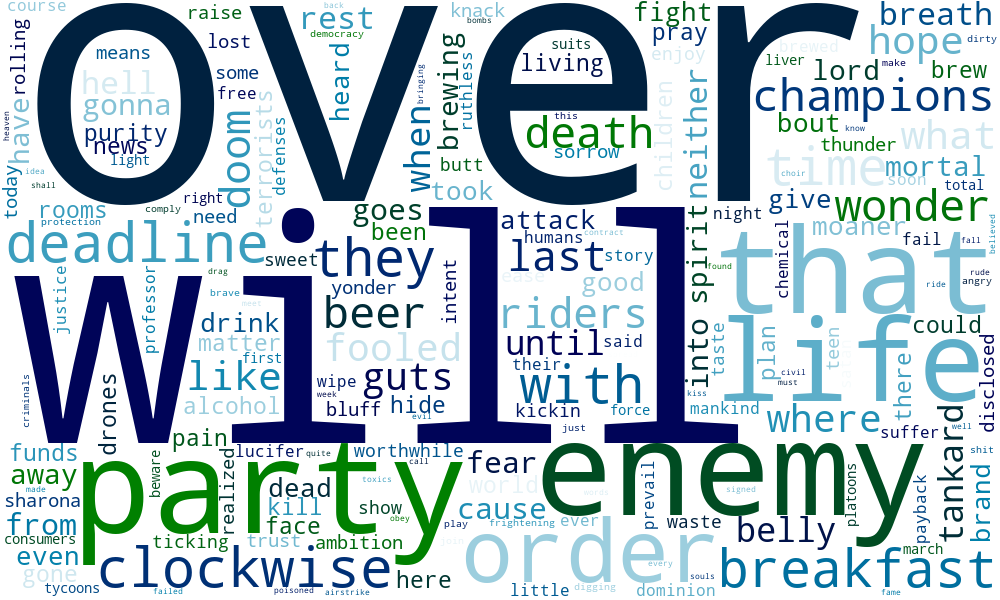 over
will
party
enemy
order
clockwise
breakfast
deadline
that
life
time
champions
death
wonder
tankard
belly
cause
fear
world
guts
fooled
beer
they
last
riders
until
with
where
like
doom
have
hell
gonna
purity
news
means
light
course
raise
lost
some
free
rest
democracy
back
knack
bombs
heard
terrorists
defenses
when
bringing
brewing
ruthless
butt
took
suits
living
this
sorrow
fight
pray
enjoy
children
neither
spirit
into
breath
hope
dirty
brewed
liver
lord
make
brew
bout
know
what
thunder
choir
mortal
soon
total
shall
idea
heaven
rolling
today
rooms
protection
comply
right
need
night
give
moaner
fail
fall
believed
rude
angry
ride
chemical
found
goes
been
sweet
attack
humans
contract
story
good
ease
yonder
intent
said
their
drag
brave
meet
justice
professor
drink
matter
first
alcohol
wipe
week
bluff
hide
evil
kickin
force
just
kiss
taste
mankind
plan
civil
must
teen
there
could
disclosed
suffer
well
shit
criminals
drones
pain
lucifer
quite
worthwhile
call
funds
away
sharona
made
from
consumers
even
gone
tycoons
beware
realized
dead
kill
face
show
toxics
obey
play
ticking
trust
ambition
failed
poisoned
airstrike
here
join
frightening
ever
words
prevail
waste
signed
little
digging
every
souls
dominion
platoons
payback
brand
march
fame